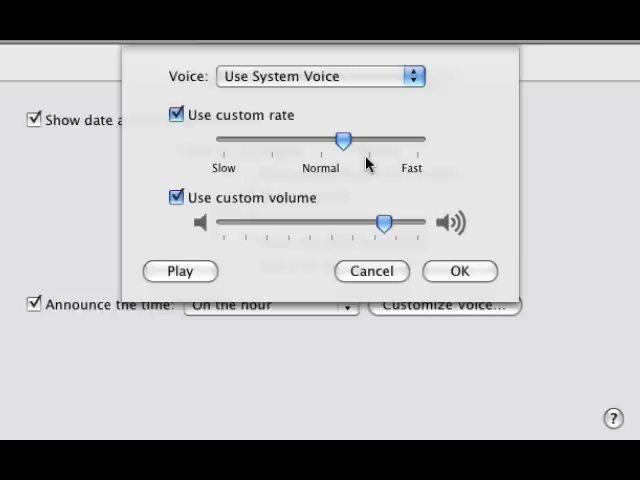 Voice: Use System Voice
Use custom rate
Show date a
Slow Normal Fast
Use custom volume
Play Cancel OK
Announce the time: On the hour Customize Voice...
?